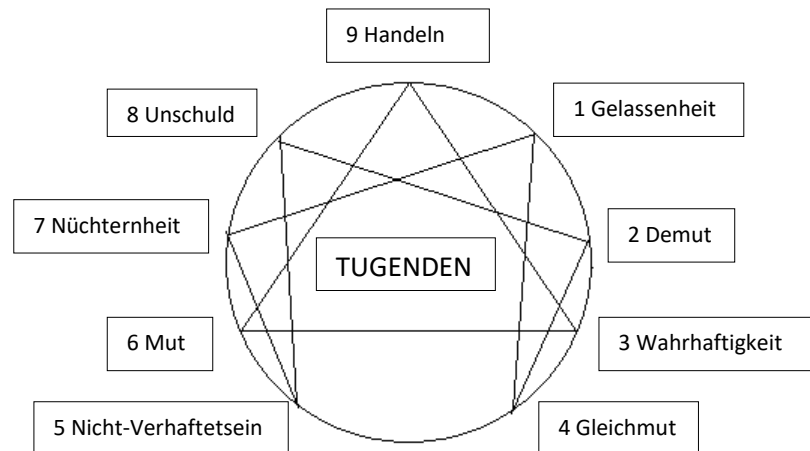 9 Handeln
8 Unschuld
1 Gelassenheit
7 Nüchternheit
2 Demut
TUGENDEN
6 Mut
3 Wahrhaftigkeit
5 Nicht-Verhaftetsein
4 Gleichmut